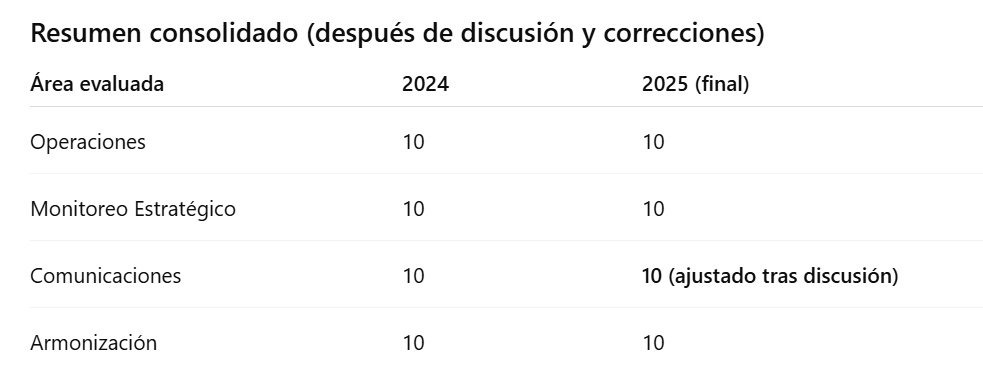 Resumen consolidado (después de discusión y correcciones)
Área evaluada 2024 2025 (final)
Operaciones 10 10
Monitoreo Estratégico 10 10
Comunicaciones 10 10 (ajustado tras discusión)
Armonización 10 10